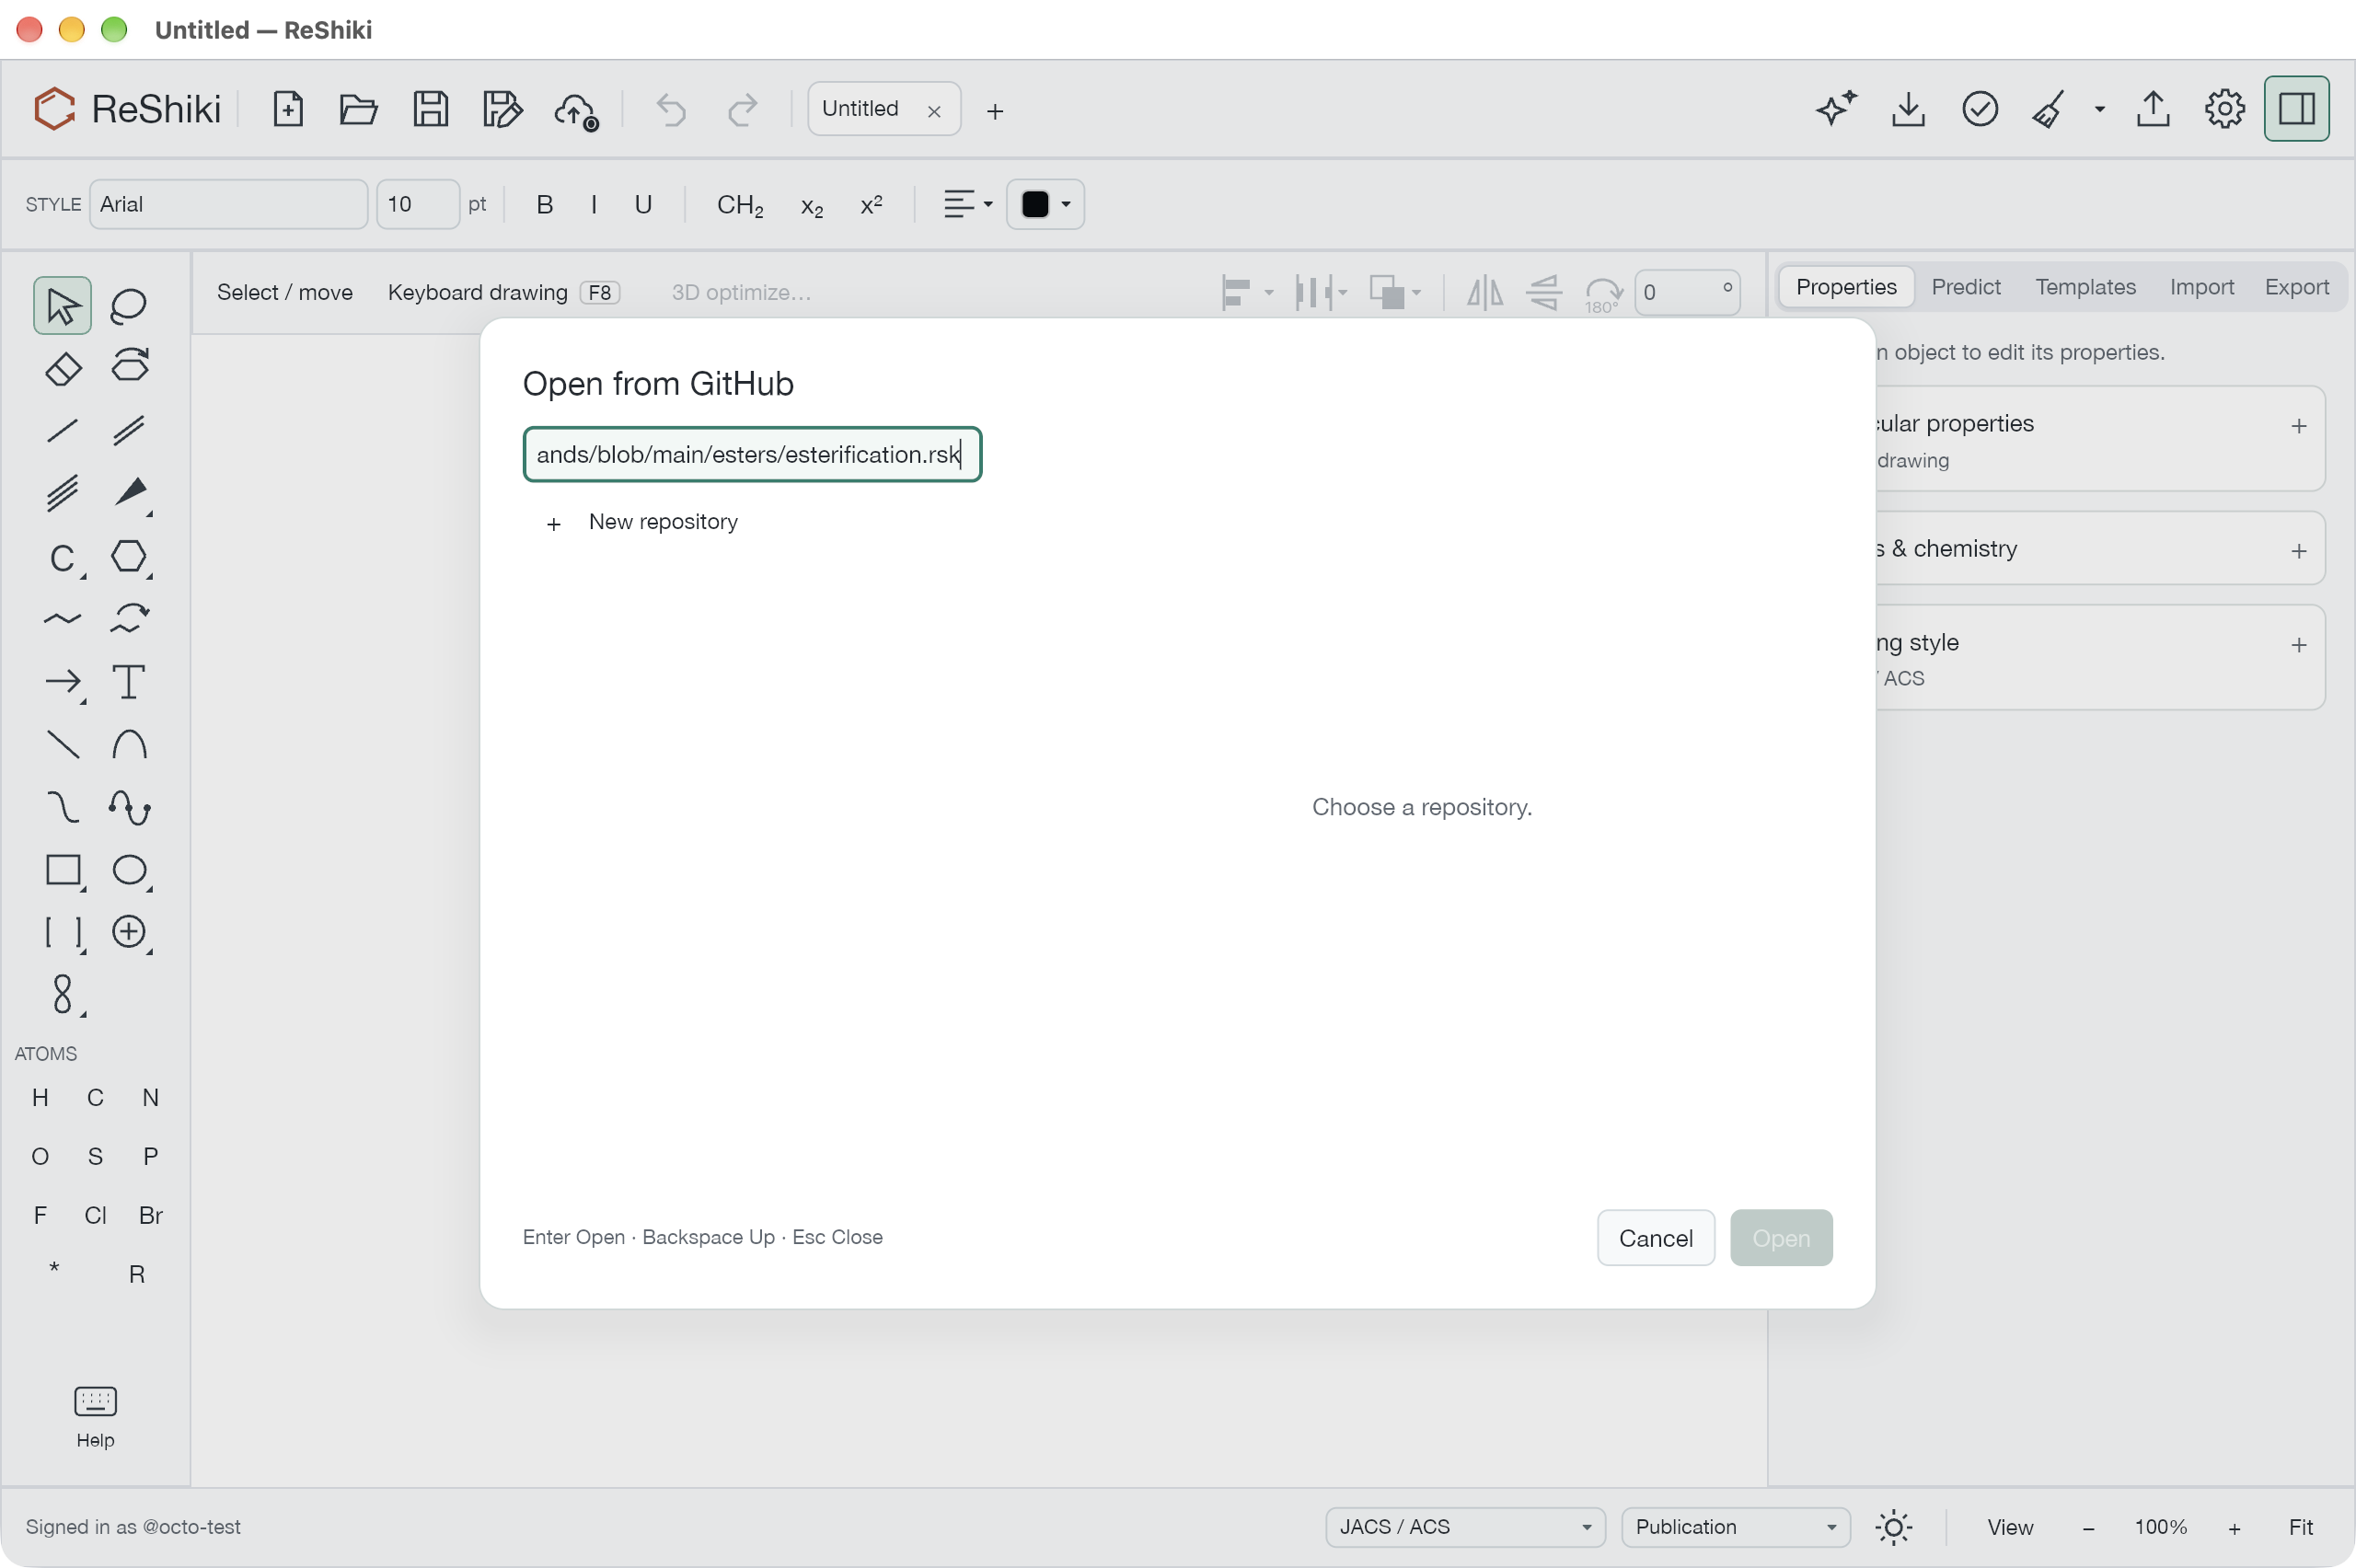 Untitled — ReShiki
ReShiki
Untitled
STYLE Arial 10 pt B I U CH₂ x₂ x²
Select / move Keyboard drawing F8 3D optimize… 180° 0 °
Properties Predict Templates Import Export
n object to edit its properties.
cular properties
drawing
s & chemistry
ng style
/ ACS
Open from GitHub
ands/blob/main/esters/esterification.rsk
+ New repository
Choose a repository.
Enter Open · Backspace Up · Esc Close
Cancel Open
C
T
ATOMS
H C N
O S P
F Cl Br
* R
Help
Signed in as @octo-test
JACS / ACS Publication View − 100% + Fit